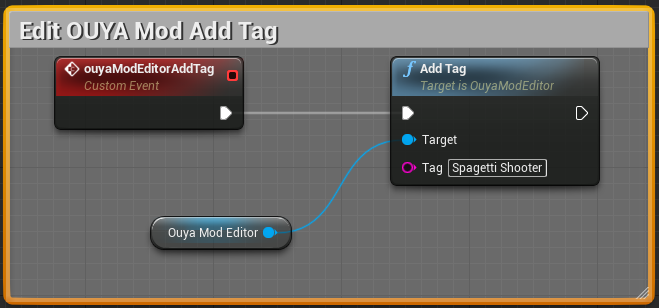 Edit OUYA Mod Add Tag
ouyaModEditorAddTag
Custom Event
f Add Tag
Target is OuyaModEditor
Target
Tag Spagetti Shooter
Ouya Mod Editor